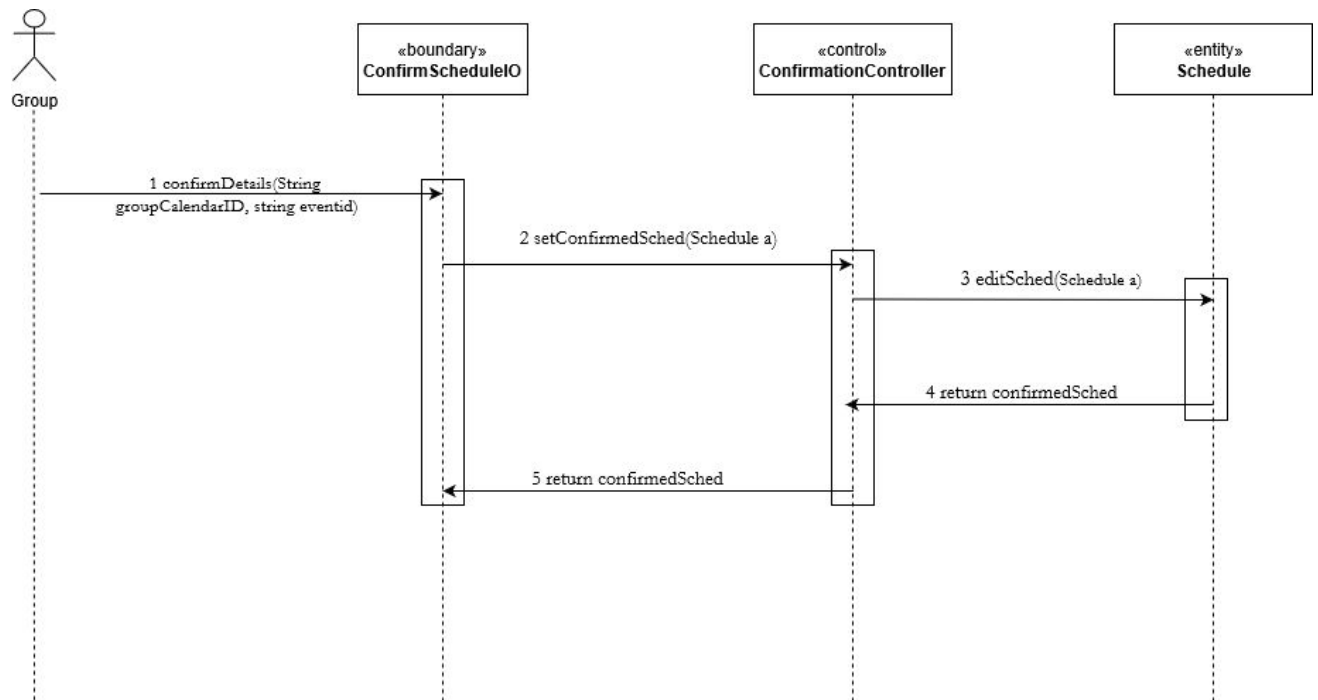 «boundary»
ConfirmScheduleIO
«control»
ConfirmationController
«entity»
Schedule
Group
1 confirmDetails(String
groupCalendarID, string eventid)
2 setConfirmedSched(Schedule a)
3 editSched(Schedule a)
4 return confirmedSched
5 return confirmedSched